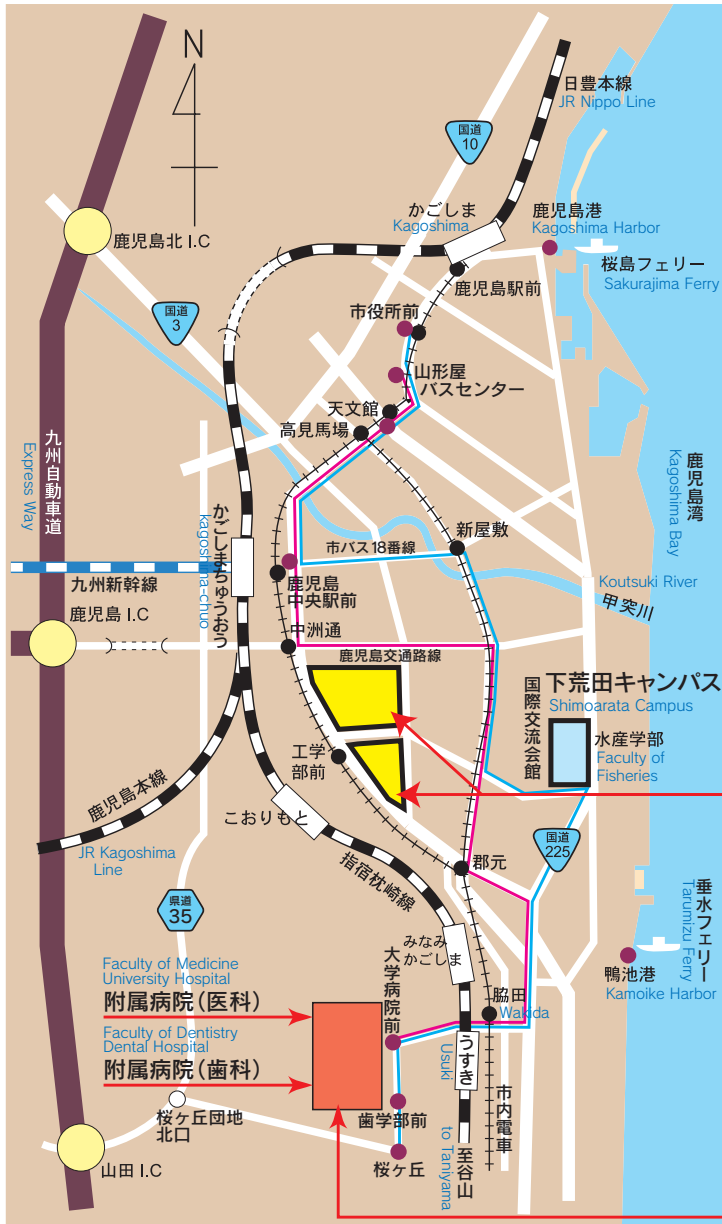 N
日豊本線
JR Nippo Line
国道
10
かごしま
Kagoshima
鹿児島港
Kagoshima Harbor
鹿児島北 I.C
桜島フェリー
Sakurajima Ferry
鹿児島駅前
国道
3
市役所前
山形屋
バスセンター
天文館
高見馬場
九州自動車道
Express Way
鹿児島湾
Kagoshima Bay
かごしまちゅうおう
kagoshima-chuo
新屋敷
市バス18番線
九州新幹線
鹿児島
中央駅前
Koutsuki River
甲突川
鹿児島 I.C
中洲通
鹿児島交通路線
国際交流会館
下荒田キャンパス
Shimoarata Campus
水産学部
Faculty of
Fisheries
工学
部前
鹿児島本線
JR Kagoshima
Line
こおりもと
国道
225
郡元
指宿枕崎線
県道
35
垂水フェリー
Tarumizu Ferry
みなみ
かごしま
大学病院前
鴨池港
Kamoike Harbor
Faculty of Medicine
University Hospital
附属病院(医科)
脇田
Wakida
Faculty of Dentistry
Dental Hospital
附属病院(歯科)
うすき
Usuki
市内電車
桜ヶ丘団地
北口
歯学部前
至谷山
to Taniyama
山田 I.C
桜ヶ丘